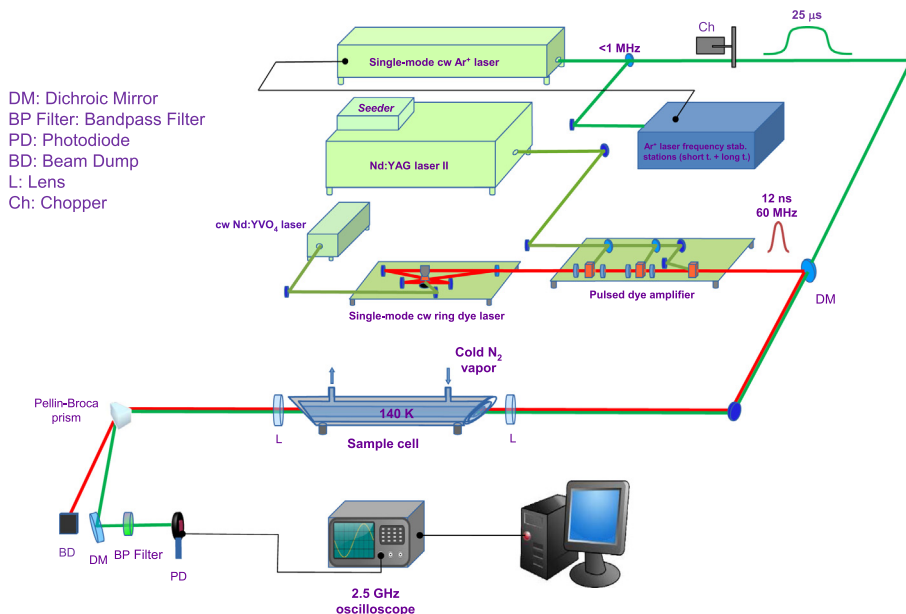 Ch
25 µs
<1 MHz
Single-mode cw Ar⁺ laser
DM: Dichroic Mirror
BP Filter: Bandpass Filter
PD: Photodiode
BD: Beam Dump
L: Lens
Ch: Chopper
Seeder
Nd:YAG laser II
Ar⁺ laser frequency stab.
stations (short t. + long t.)
cw Nd:YVO₄ laser
12 ns
60 MHz
DM
Pulsed dye amplifier
Single-mode cw ring dye laser
Cold N₂
vapor
Pellin-Broca
prism
140 K
L
L
Sample cell
BD
DM
BP Filter
PD
2.5 GHz
oscilloscope